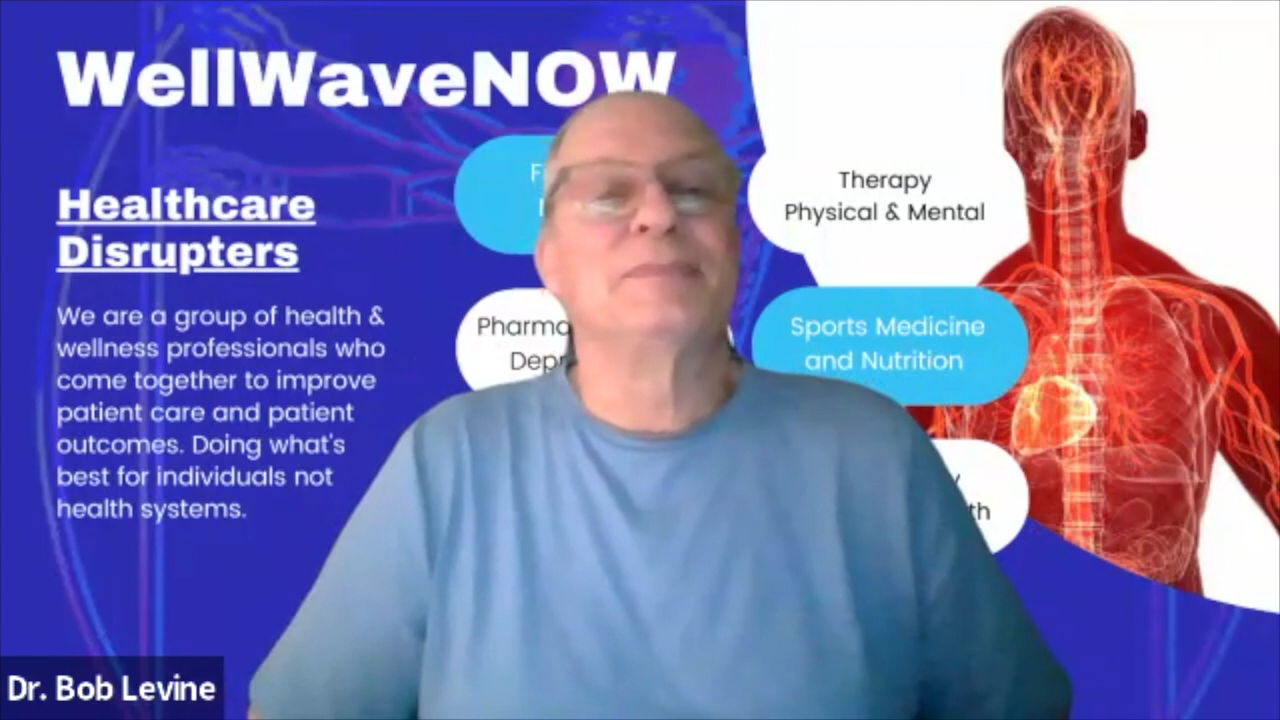 WellWaveNOW
Healthcare
Disrupters
We are a group of health &
wellness professionals who
come together to improve
patient care and patient
outcomes. Doing what's
best for individuals not
health systems.
Therapy
Physical & Mental
Sports Medicine
and Nutrition
Dr. Bob Levine